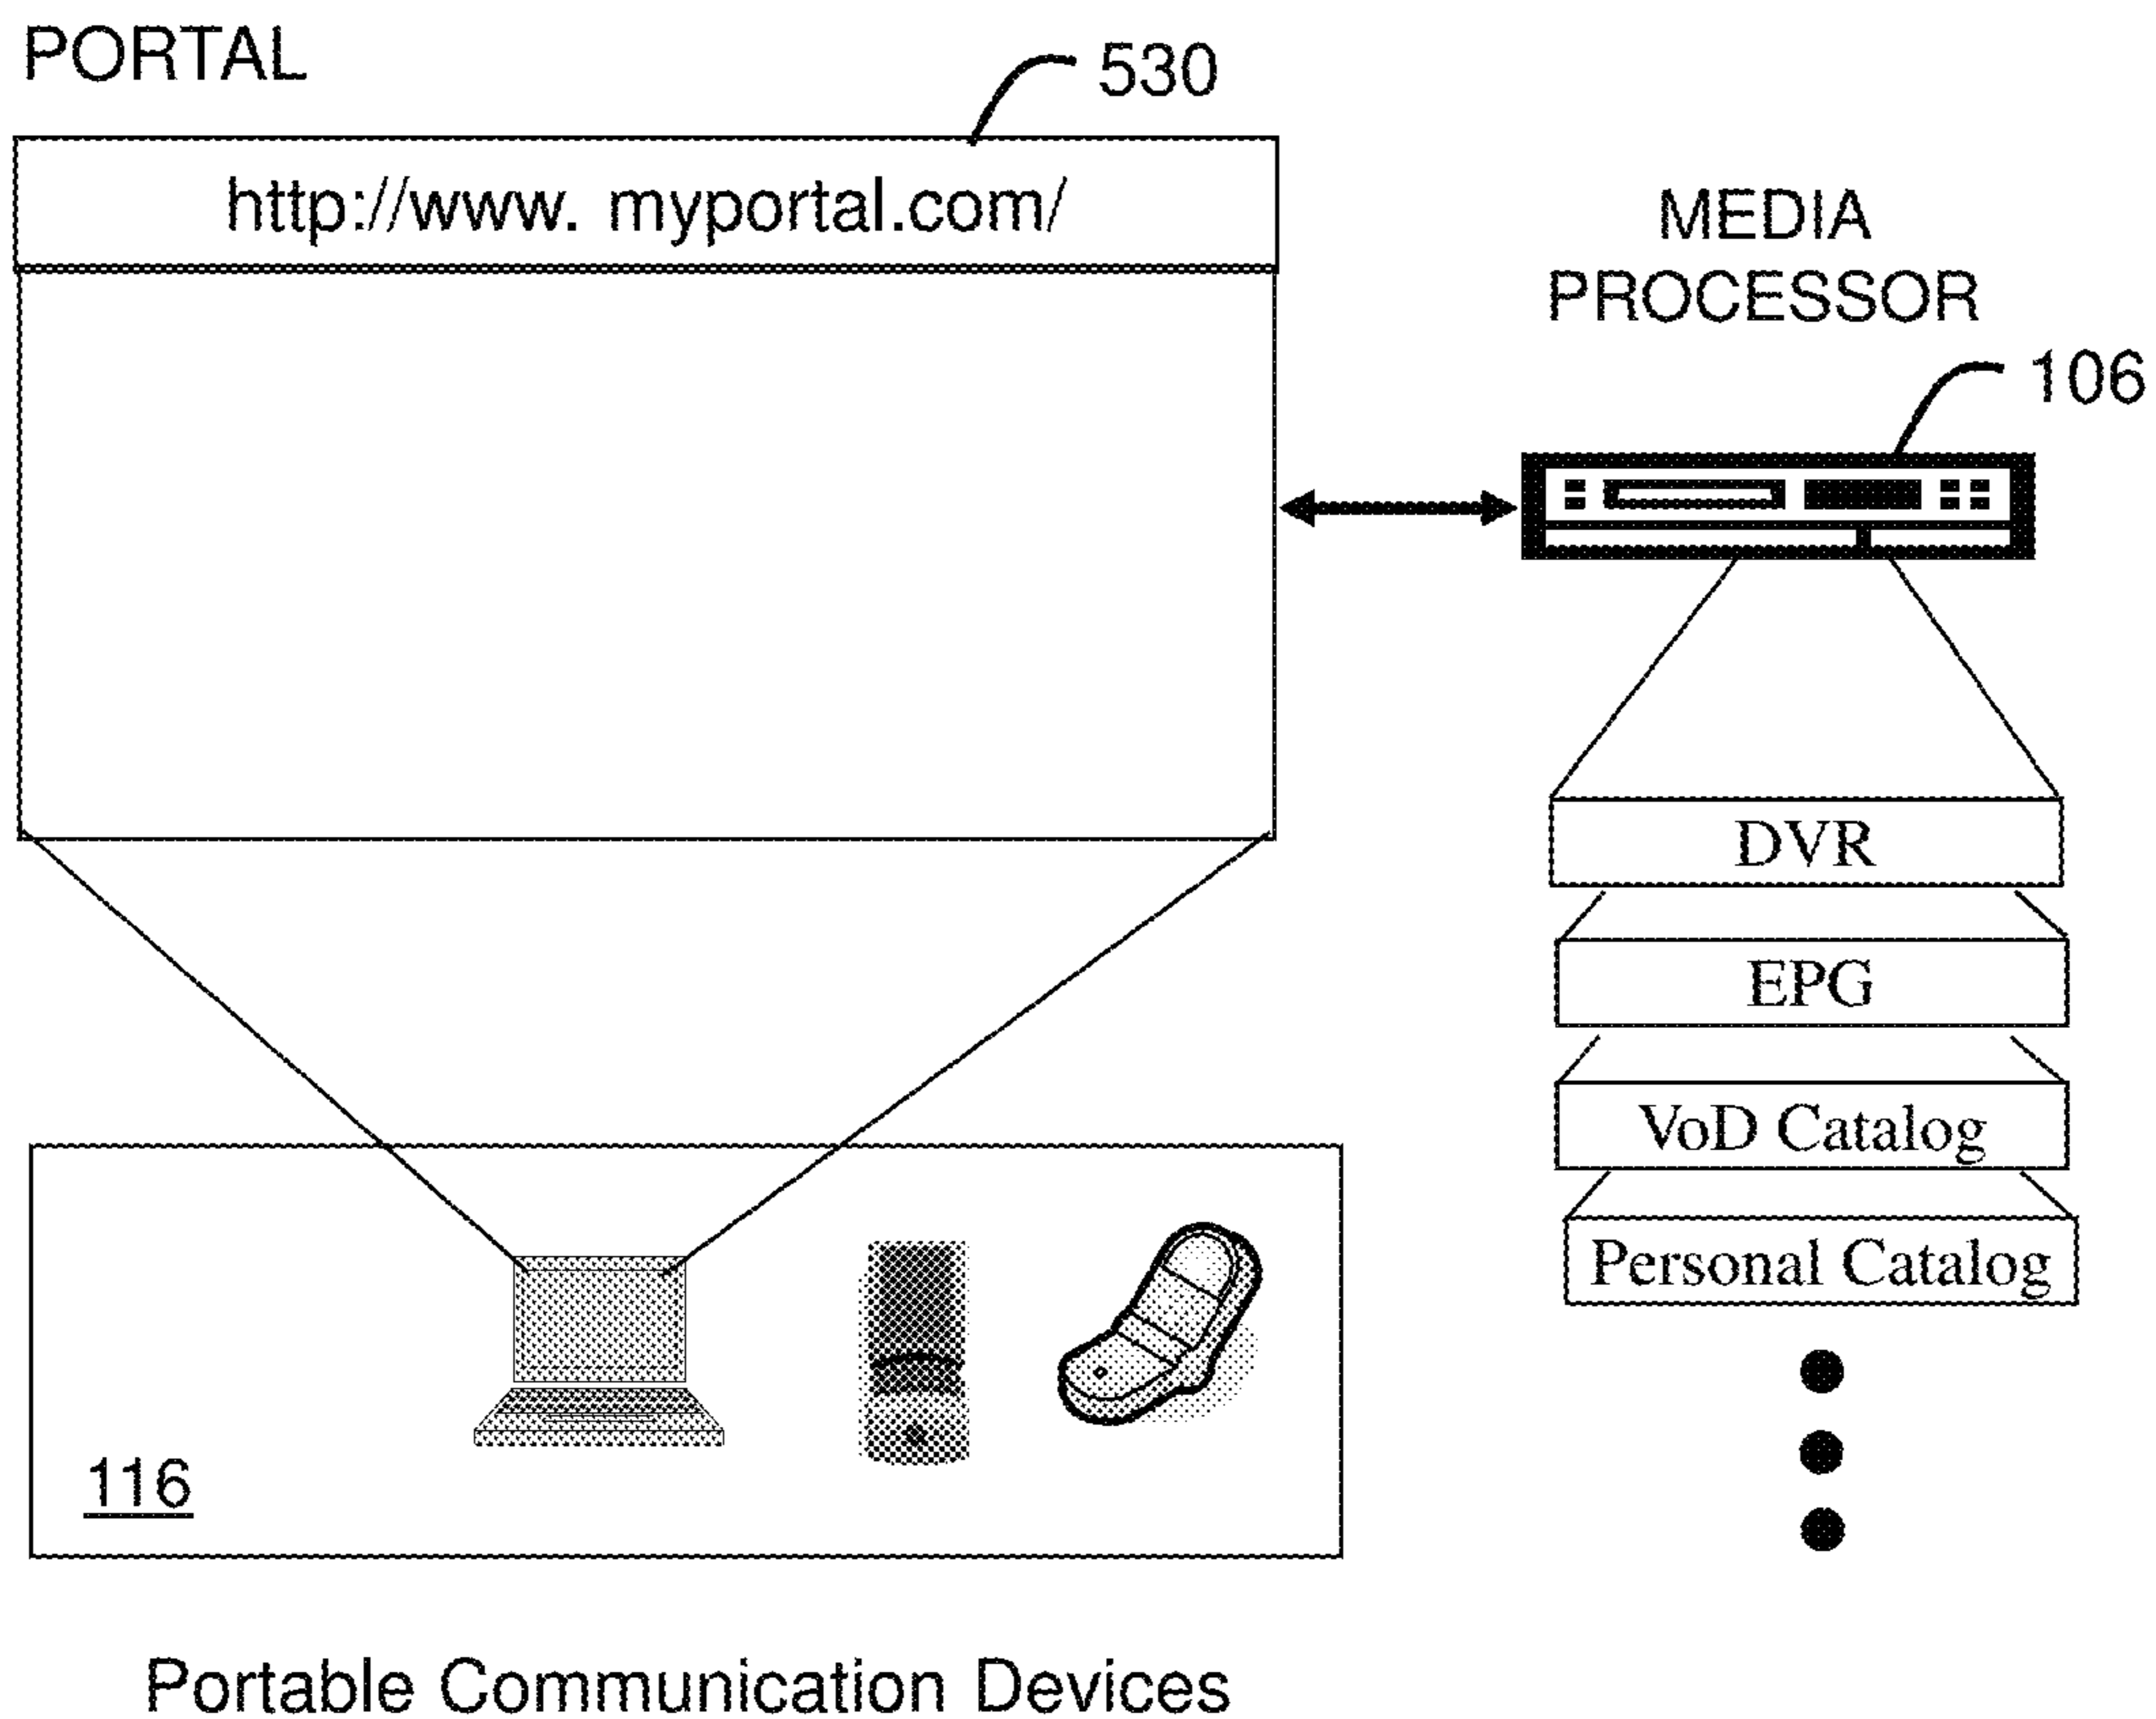 PORTAL
530
http://www. myportal.com/
MEDIA
PROCESSOR
106
DVR
EPG
VoD Catalog
Personal Catalog
116
Portable Communication Devices